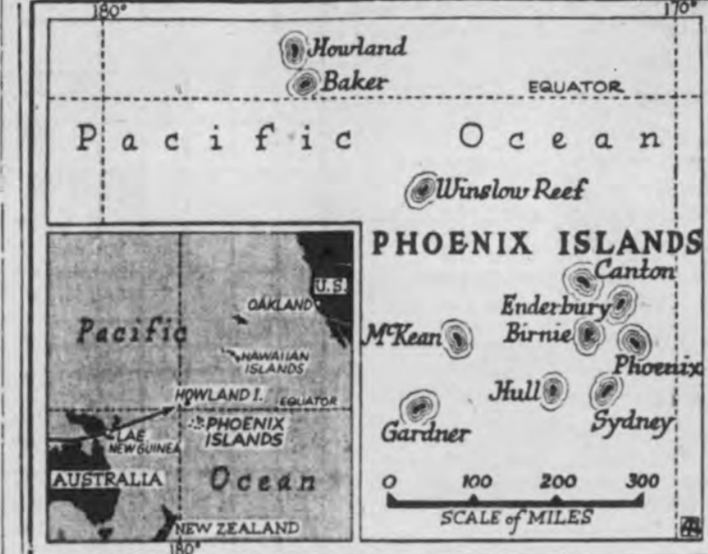 180°
170°
Howland
Baker
EQUATOR
Pacific Ocean
Winslow Reef
PHOENIX ISLANDS
Canton
Enderbury
McKean
Birnie
Phoenix
Hull
Sydney
Gardner
0 100 200 300
SCALE of MILES
U.S.
OAKLAND
Pacific
HAWAIIAN
ISLANDS
HOWLAND I.
EQUATOR
PHOENIX
ISLANDS
LAE
NEW GUINEA
AUSTRALIA
Ocean
NEW ZEALAND
180°